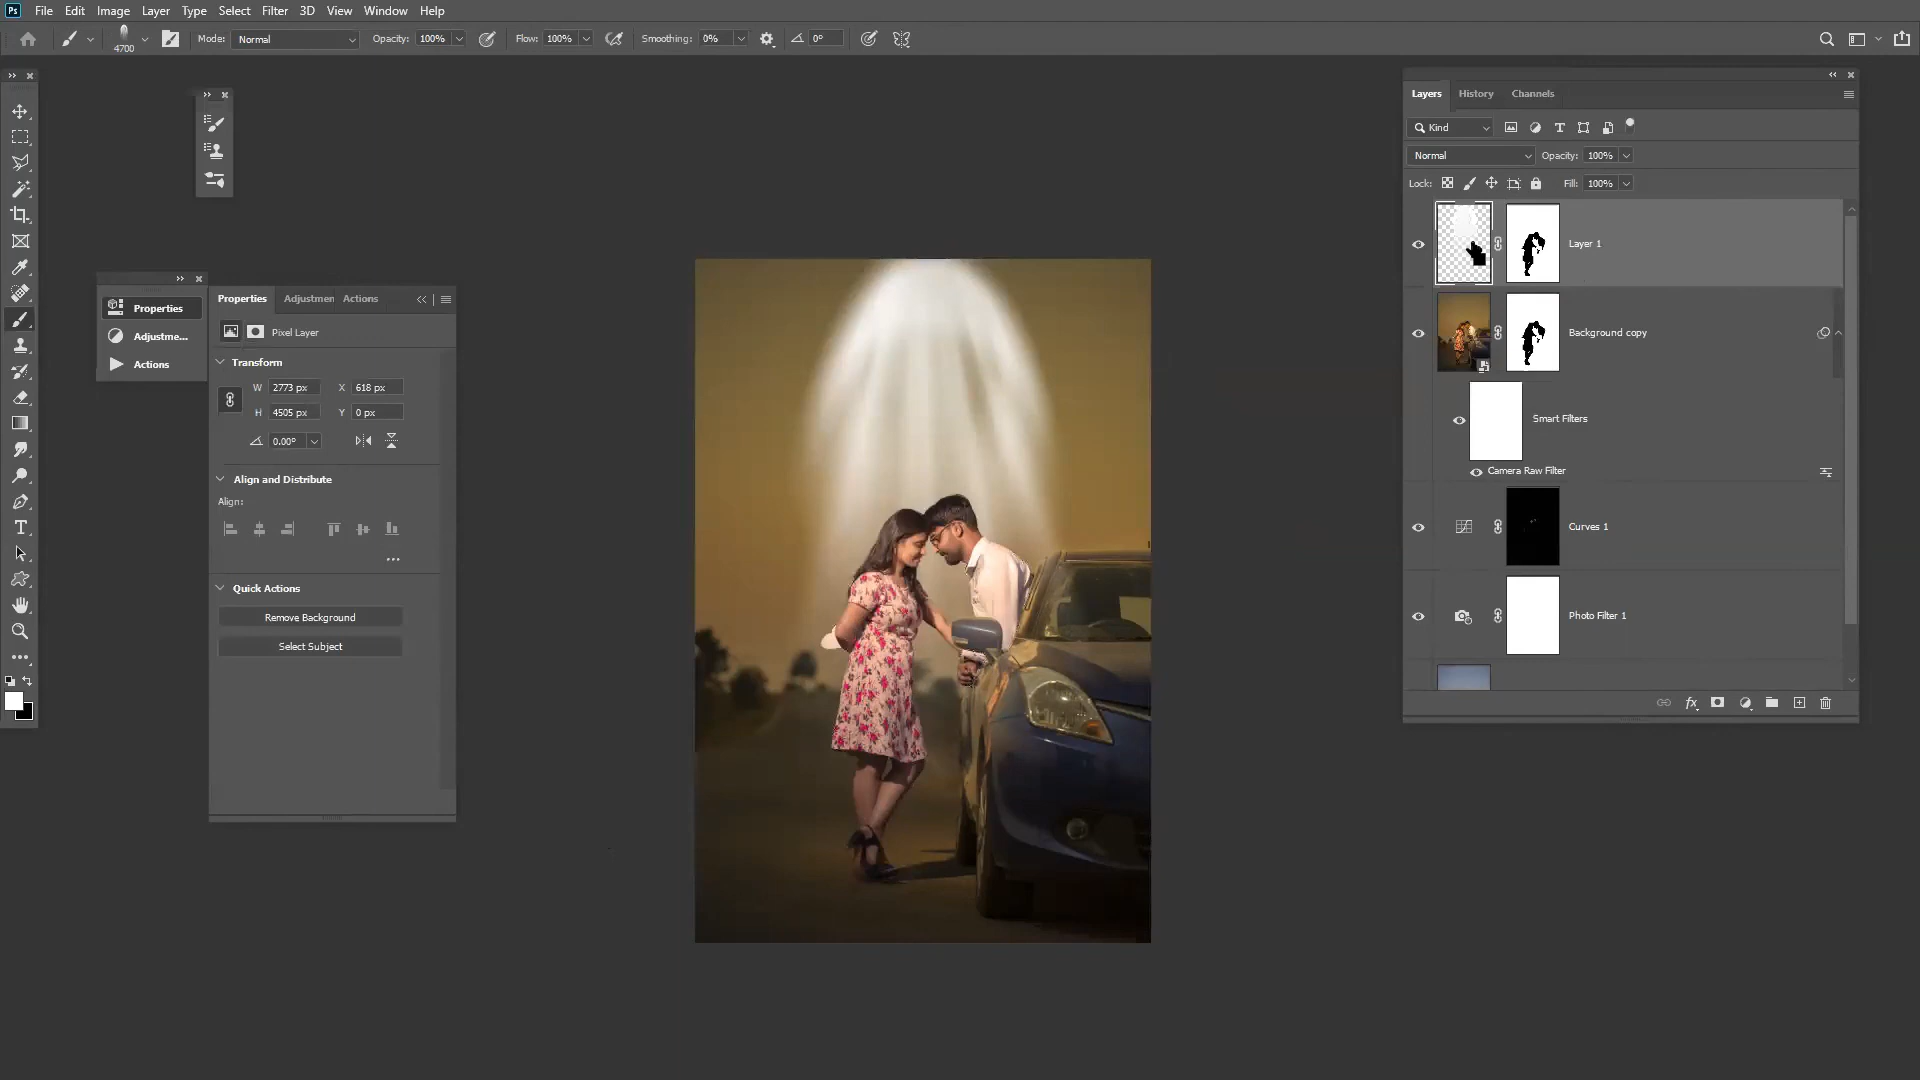 Ps File Edit Image Layer Type Select Filter 3D View Window Help
4700 Mode: Normal Opacity: 100% Flow: 100% Smoothing: 0% 0°
Layers History Channels
Kind
Normal Opacity: 100%
Lock: Fill: 100%
Layer 1
Background copy
Smart Filters
Camera Raw Filter
Curves 1
fx
Photo Filter 1
Properties
Adjustme...
Actions
Properties Adjustmen Actions
Pixel Layer
Transform
W 2773 px X 618 px
H 4505 px Y 0 px
0.00°
Align and Distribute
Align:
Quick Actions
Remove Background
Select Subject